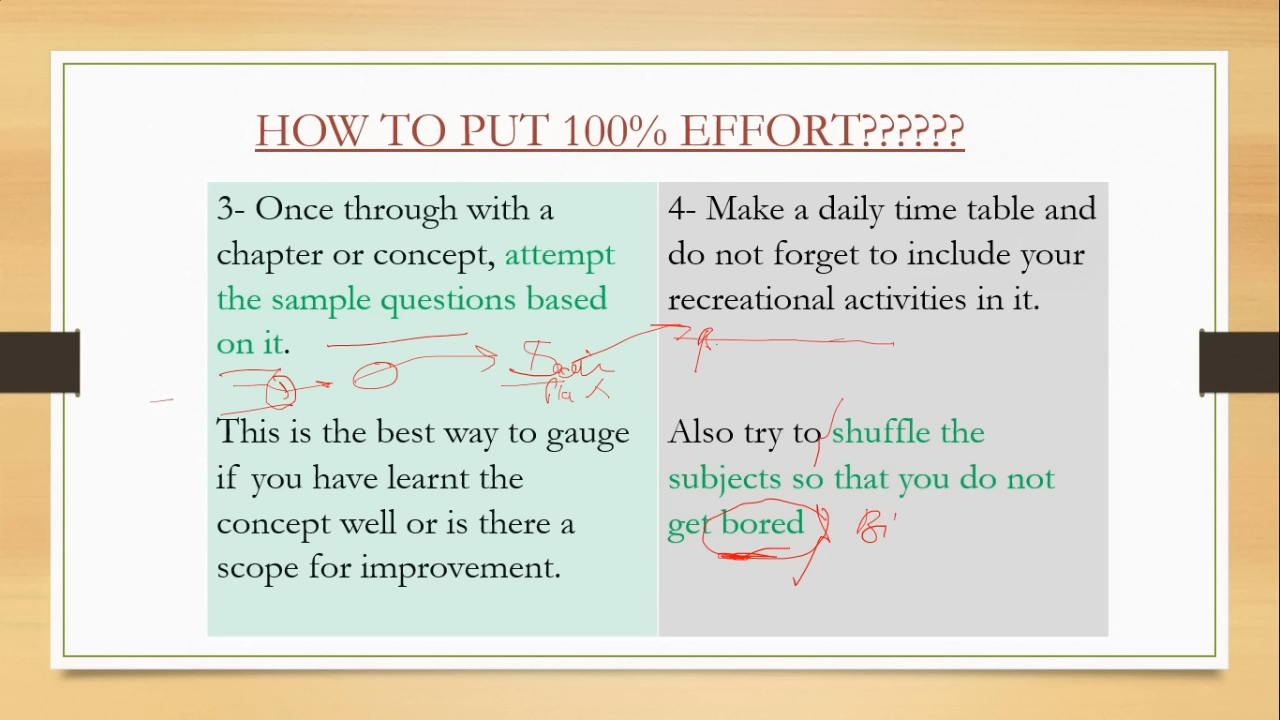 HOW TO PUT 100% EFFORT??????
3- Once through with a
chapter or concept, attempt
the sample questions based
on it.
This is the best way to gauge
if you have learnt the
concept well or is there a
scope for improvement.
4- Make a daily time table and
do not forget to include your
recreational activities in it.
Also try to shuffle the
subjects so that you do not
get bored
Bi